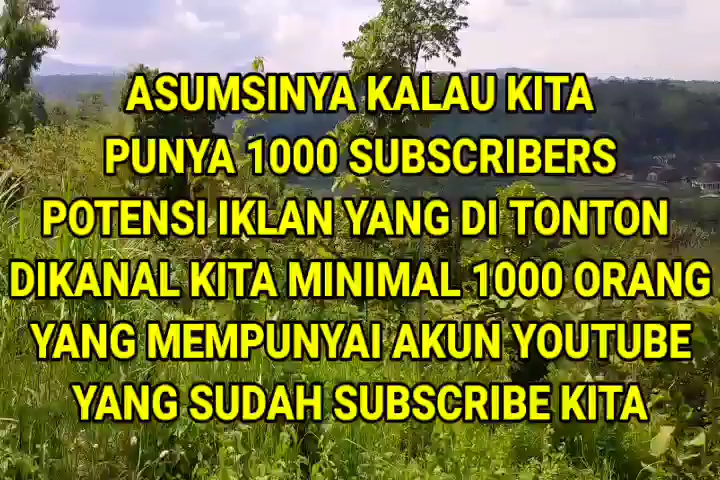 ASUMSINYA KALAU KITA
PUNYA 1000 SUBSCRIBERS
POTENSI IKLAN YANG DI TONTON
DIKANAL KITA MINIMAL 1000 ORANG
YANG MEMPUNYAI AKUN YOUTUBE
YANG SUDAH SUBSCRIBE KITA